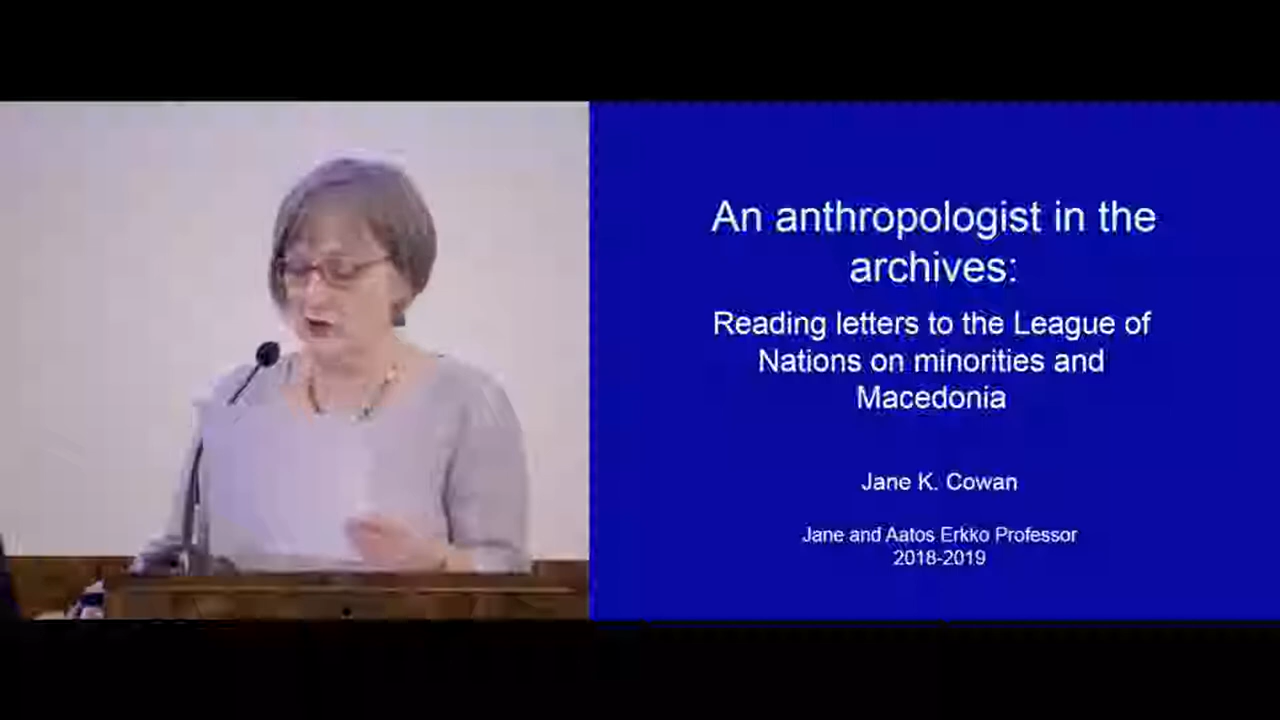 An anthropologist in the
archives:
Reading letters to the League of
Nations on minorities and
Macedonia
Jane K. Cowan
Jane and Aatos Erkko Professor
2018-2019